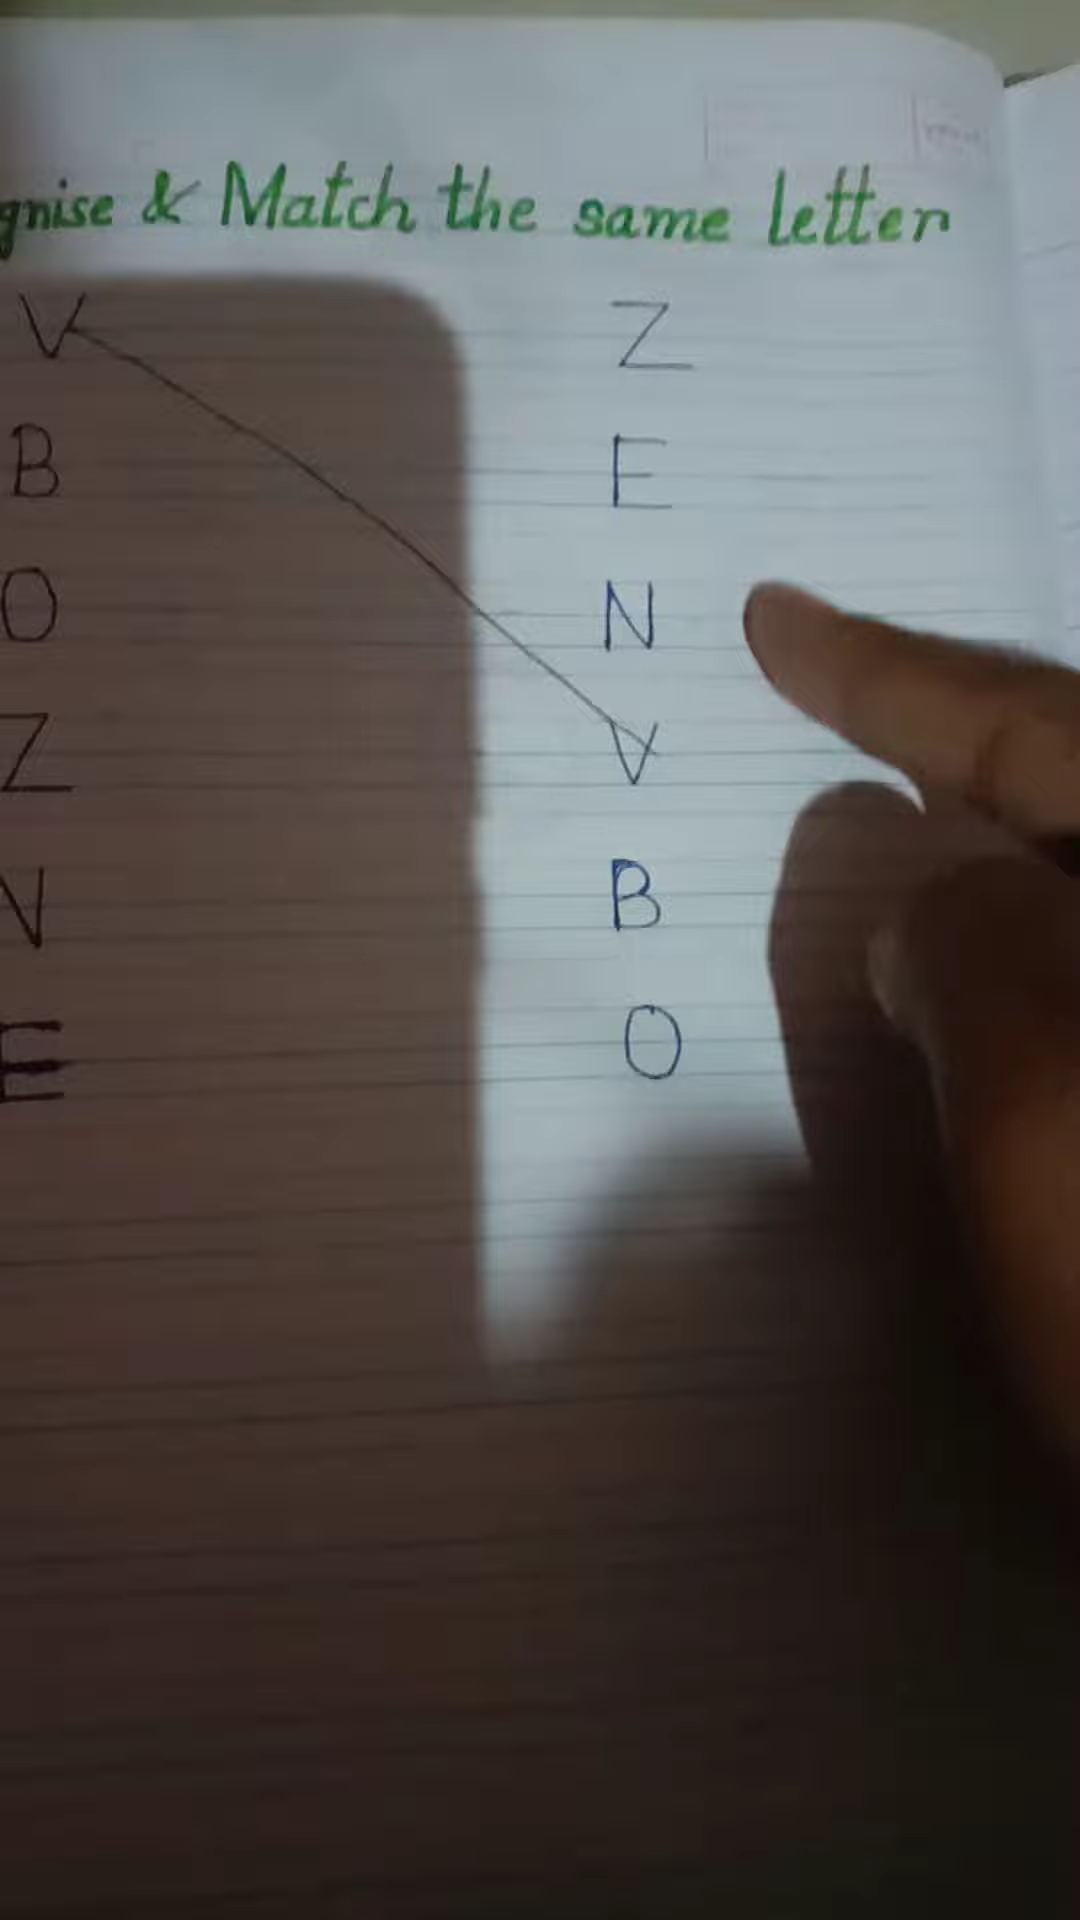 gnise & Match the same letter
V Z
B E
O N
Z V
N B
E O